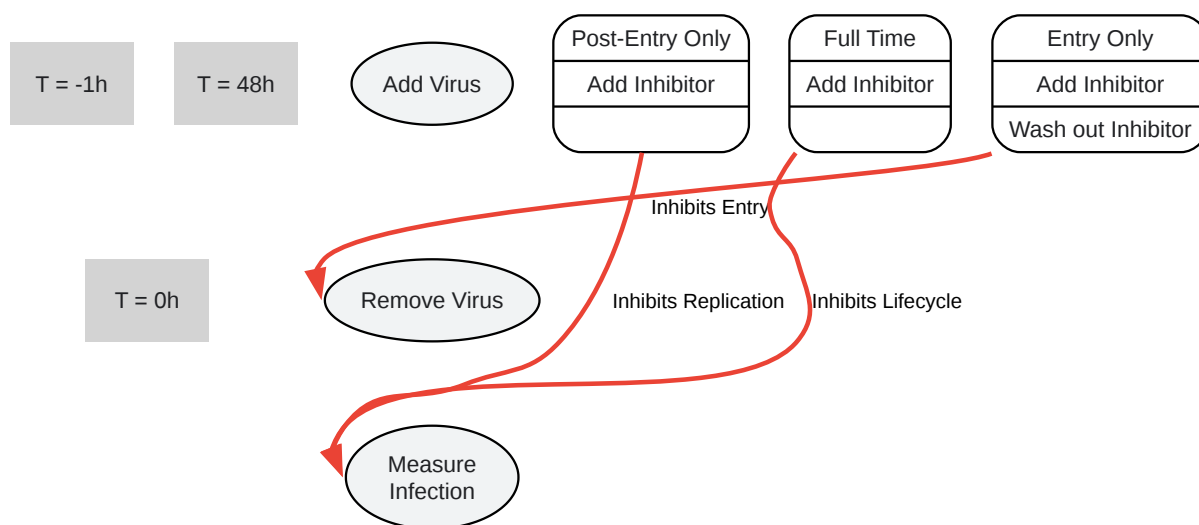 T = -1h
T = 48h
Add Virus
Post-Entry Only
Add Inhibitor
Full Time
Add Inhibitor
Entry Only
Add Inhibitor
Wash out Inhibitor
Inhibits Entry
T = 0h
Remove Virus
Inhibits Replication
Inhibits Lifecycle
Measure
Infection